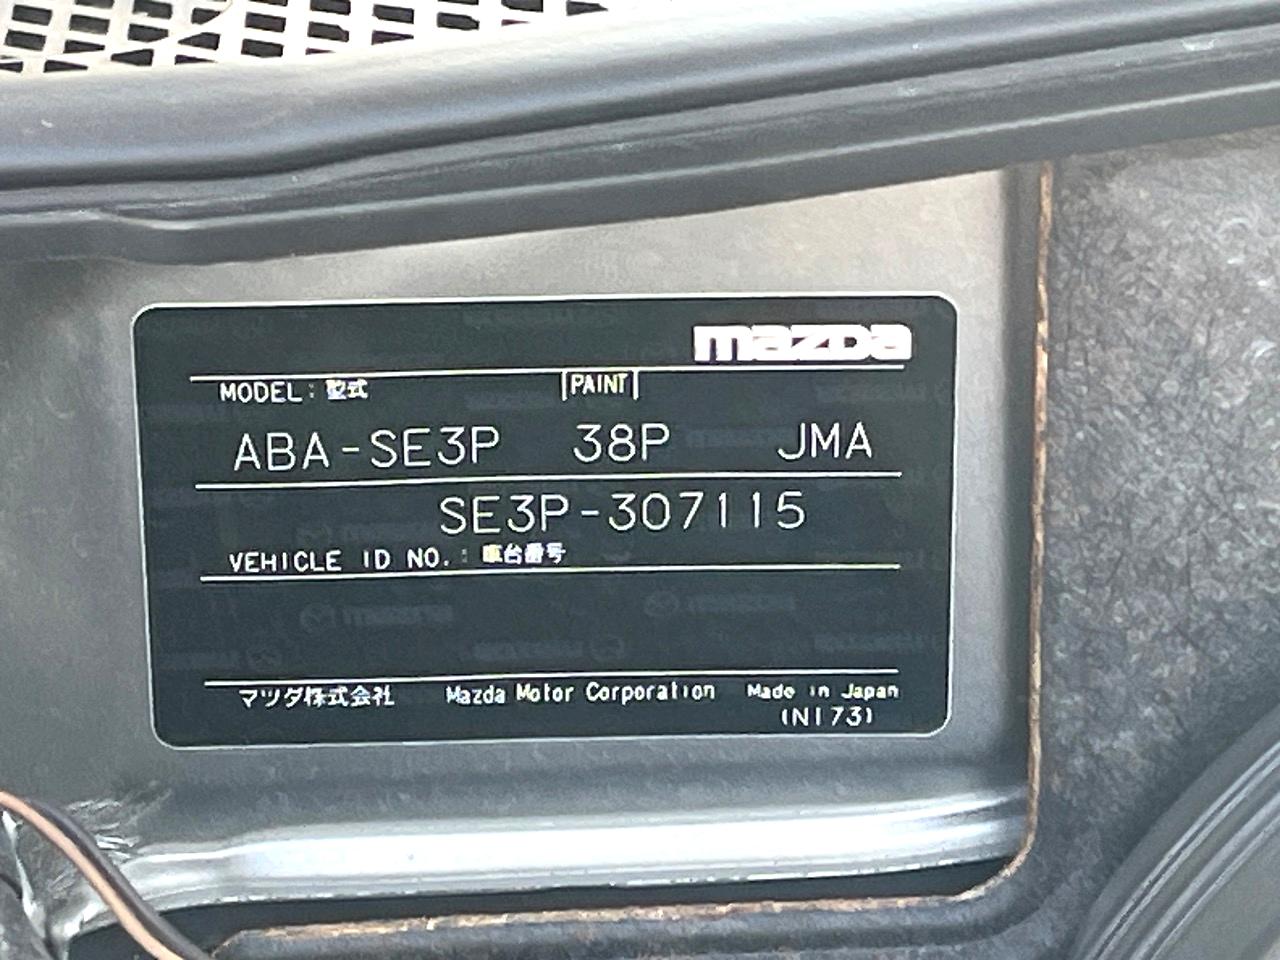 mazda
MODEL: 型式 PAINT
ABA-SE3P 38P JMA
SE3P-307115
VEHICLE ID NO.: 車台番号
マツダ株式会社 Mazda Motor Corporation Made in Japan
(N173)